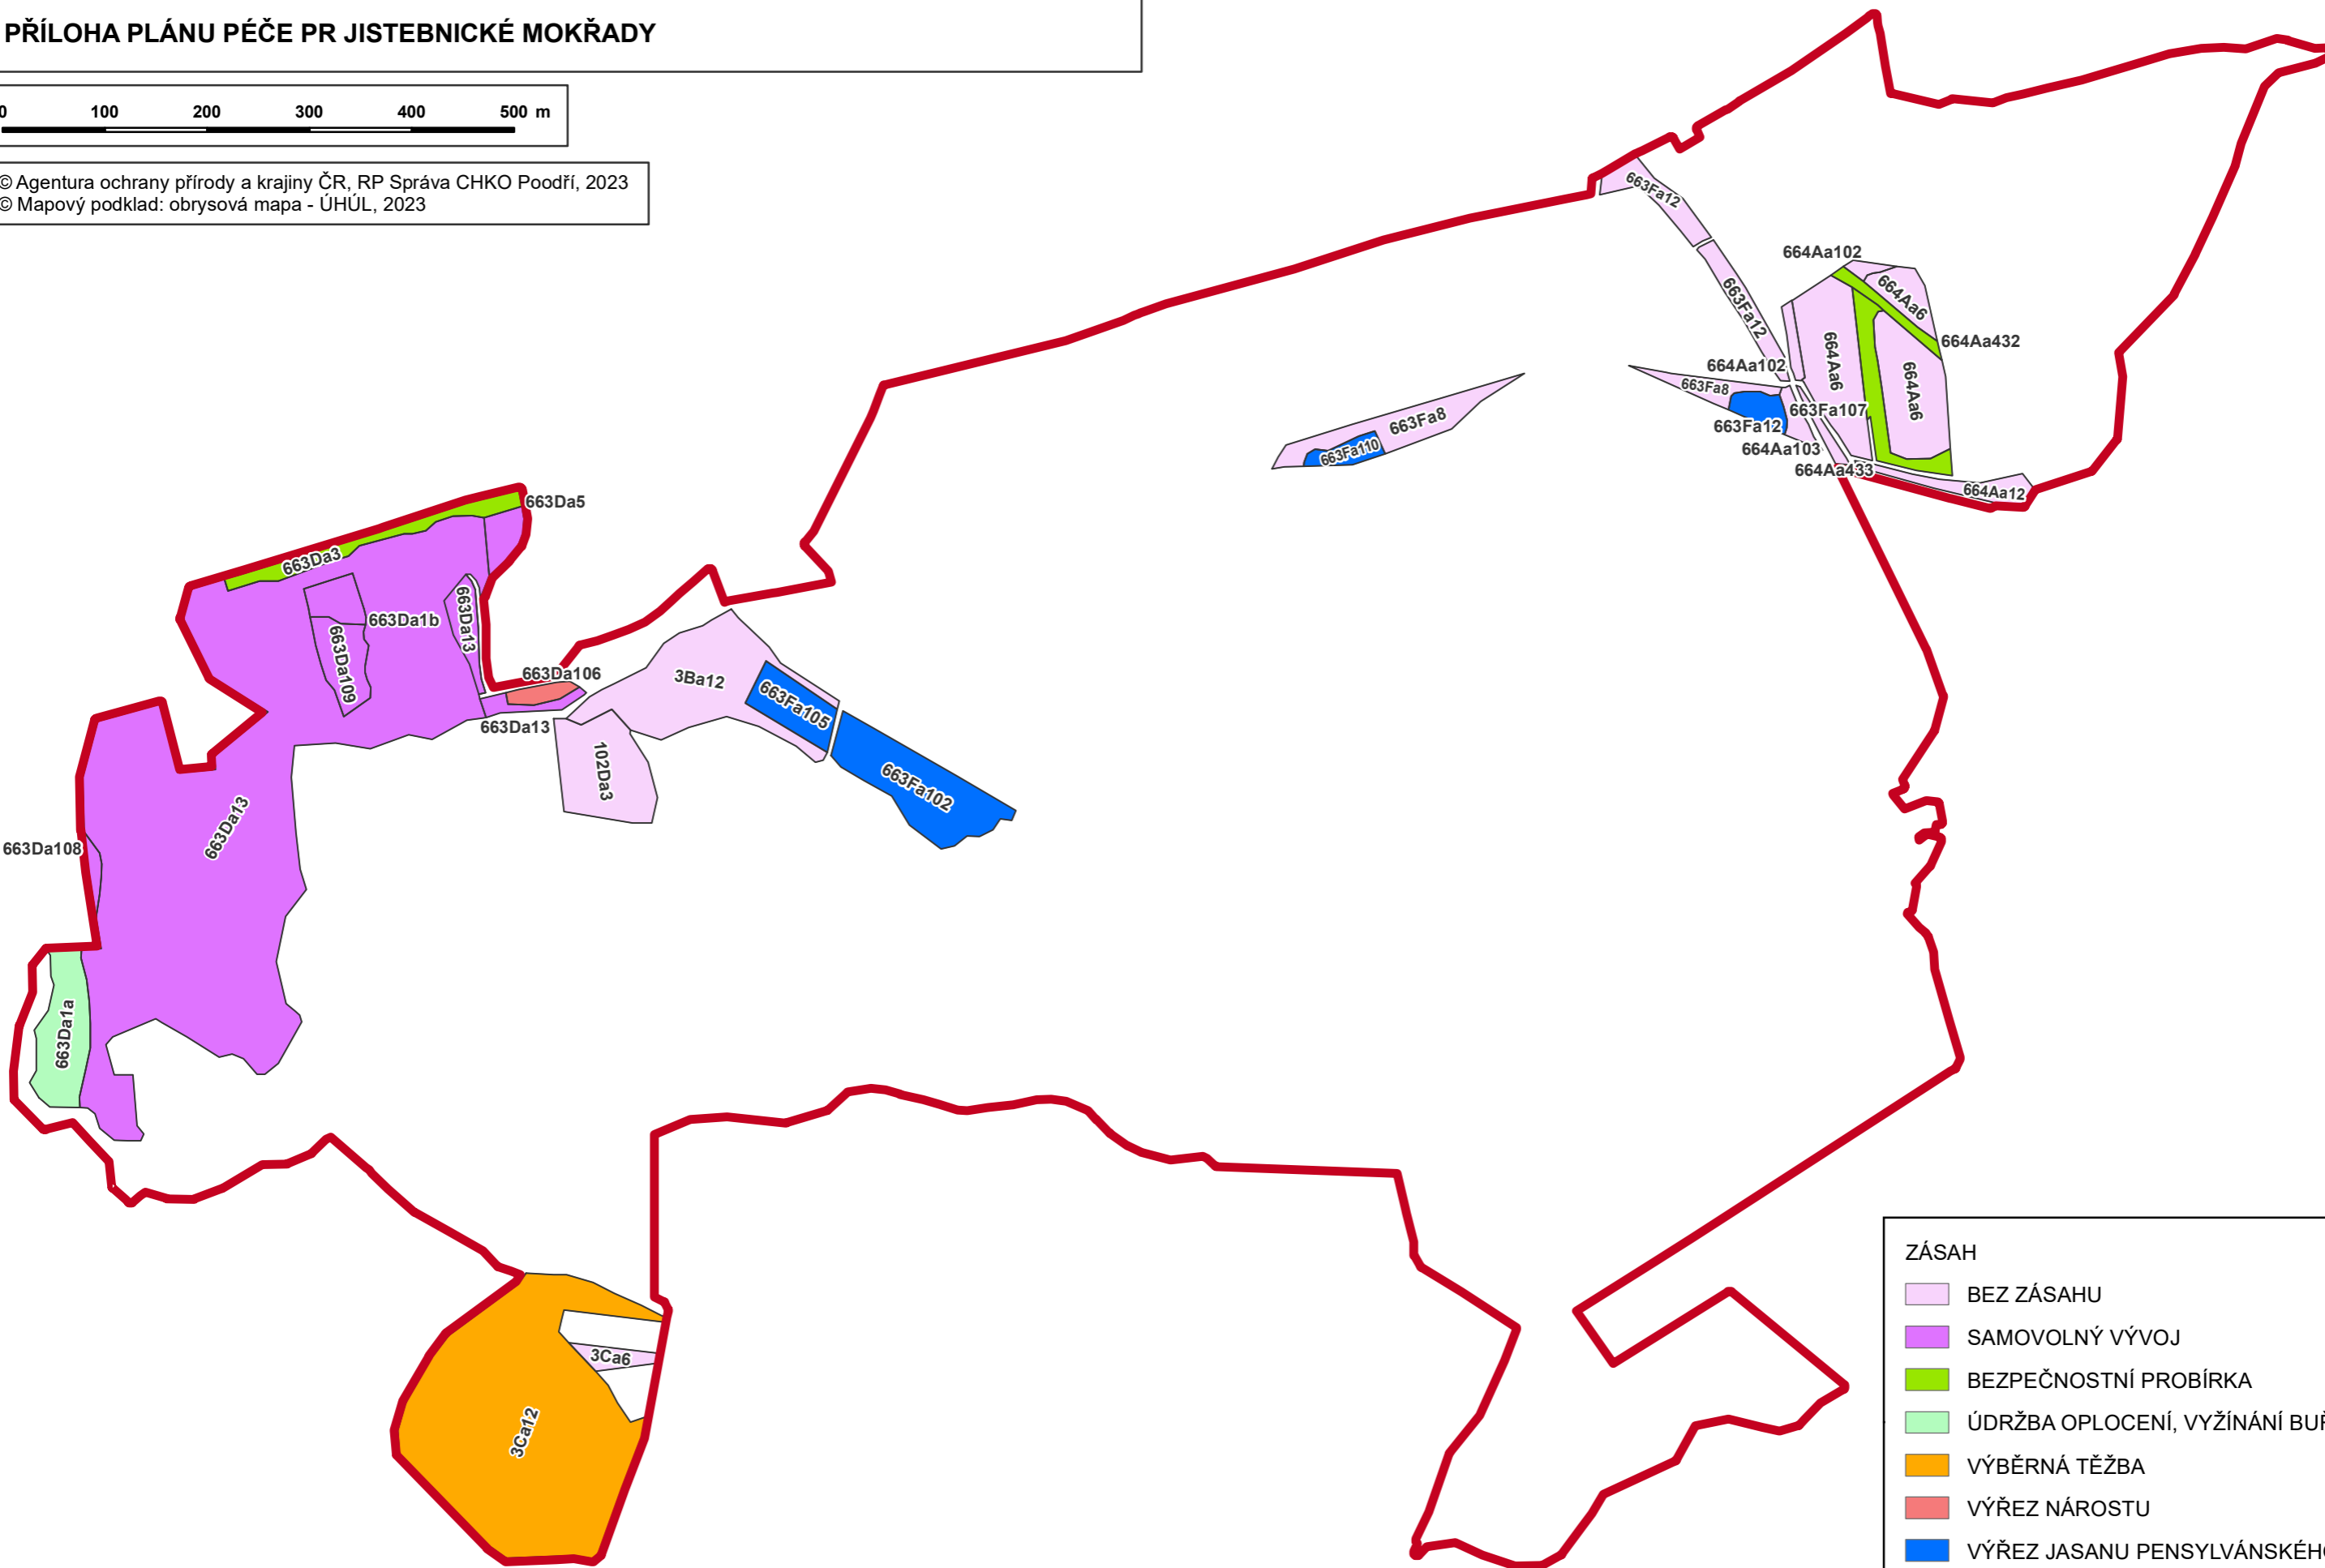 PŘÍLOHA PLÁNU PÉČE PR JISTEBNICKÉ MOKŘADY
0 100 200 300 400 500 m
© Agentura ochrany přírody a krajiny ČR, RP Správa CHKO Poodří, 2023
© Mapový podklad: obrysová mapa - ÚHÚL, 2023
663Fa12
664Aa102
664Aa6
663Fa12
664Aa432
664Aa102
664Aa6
664Aa6
663Fa8
663Fa107
663Fa8
663Fa12
663Fa110
664Aa103
664Aa433
664Aa12
663Da5
663Da3
663Da1b
663Da13
663Da109
663Da106
3Ba12
663Fa105
663Da13
102Da3
663Fa102
663Da13
663Da108
663Da1a
3Ca6
3Ca12
ZÁSAH
BEZ ZÁSAHU
SAMOVOLNÝ VÝVOJ
BEZPEČNOSTNÍ PROBÍRKA
ÚDRŽBA OPLOCENÍ, VYŽÍNÁNÍ
VÝBĚRNÁ TĚŽBA
VÝŘEZ NÁROSTU
VÝŘEZ JASANU PENSYLVÁNSKÉHO